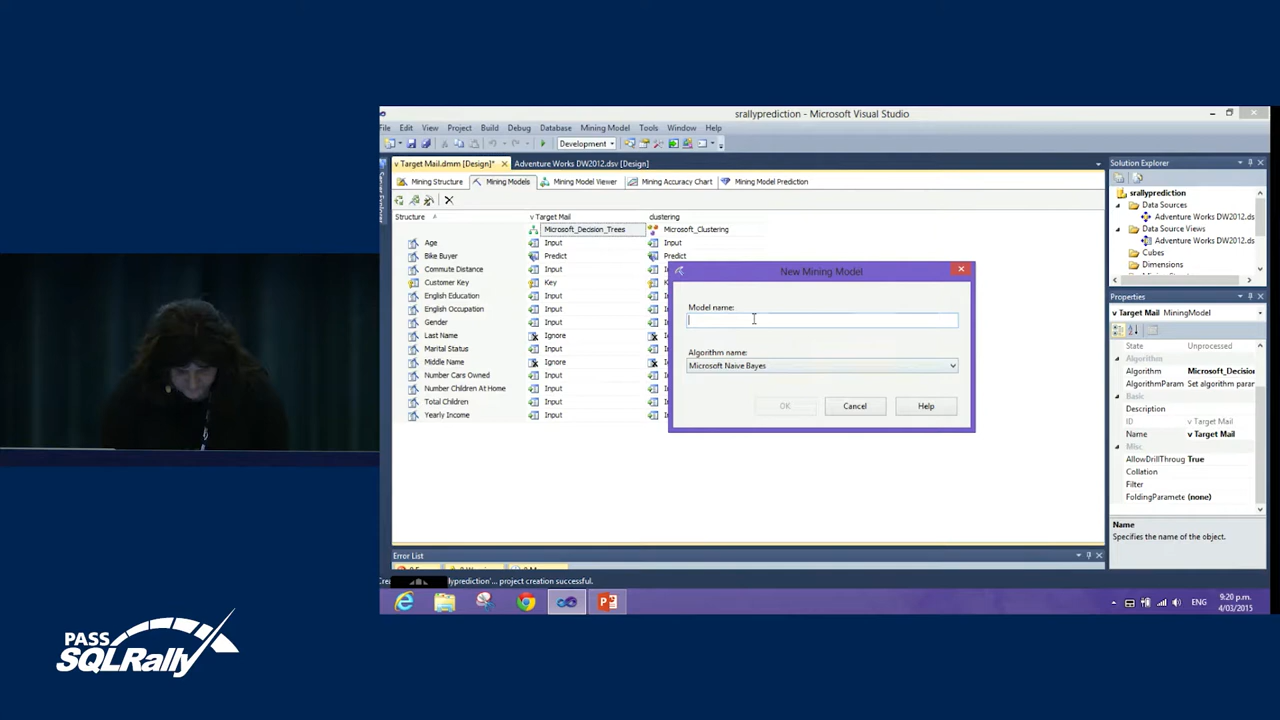 srallyprediction - Microsoft Visual Studio
File Edit View Project Build Debug Database Mining Model Tools Window Help
Development
v Target Mail.dmm [Design]* Adventure Works DW2012.dsv [Design]
Solution Explorer
Server Explorer
Mining Structure Mining Models Mining Model Viewer Mining Accuracy Chart Mining Model Prediction
srallyprediction
Data Sources
Adventure Works DW2012.ds
Data Source Views
Adventure Works DW2012.ds
Cubes
Dimensions
Structure v Target Mail clustering
Microsoft_Decision_Trees Microsoft_Clustering
Age Input Input
Bike Buyer Predict Predict
Commute Distance Input
Customer Key Key
English Education Input
English Occupation Input
Gender Input
Last Name Ignore
Marital Status Input
Middle Name Ignore
Number Cars Owned Input
Number Children At Home Input
Total Children Input
Yearly Income Input
New Mining Model
Model name:
Algorithm name:
Microsoft Naive Bayes
OK Cancel Help
Properties
v Target Mail MiningModel
State Unprocessed
Algorithm
Algorithm Microsoft_Decision
AlgorithmParam Set algorithm parar
Basic
Description
ID v Target Mail
Name v Target Mail
Misc
AllowDrillThroug True
Collation
Filter
FoldingParamete (none)
Name
Specifies the name of the object.
Error List
lyprediction'... project creation successful.
ENG
9:20 p.m.
4/03/2015
PASS
SQLRally